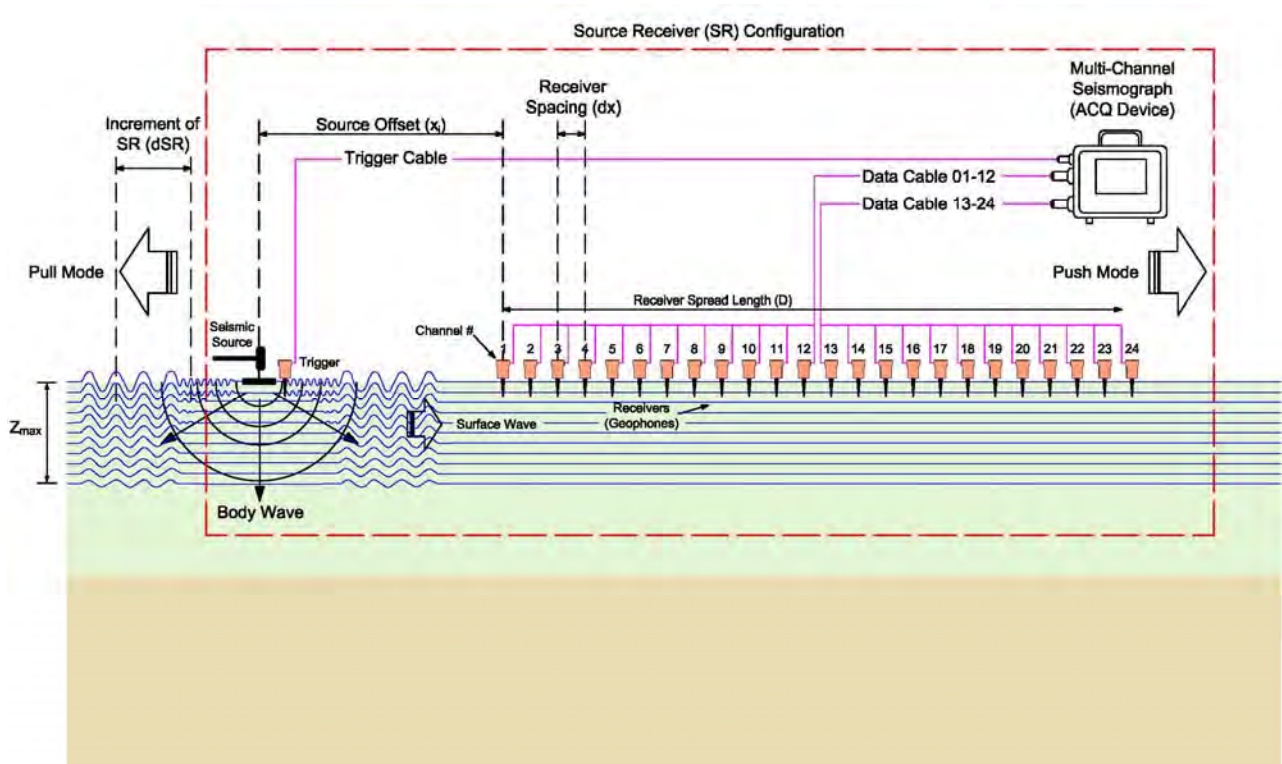 Source Receiver (SR) Configuration
Multi-Channel
Seismograph
(ACQ Device)
Receiver
Spacing (dx)
Increment of
SR (dSR)
Source Offset (xᵢ)
Trigger Cable
Data Cable 01-12
Data Cable 13-24
Pull Mode
Push Mode
Receiver Spread Length (D)
Seismic
Source
Channel #
Trigger
1 2 3 4 5 6 7 8 9 10 11 12 13 14 15 16 17 18 19 20 21 22 23 24
Zmax
Surface Wave
Receivers
(Geophones)
Body Wave